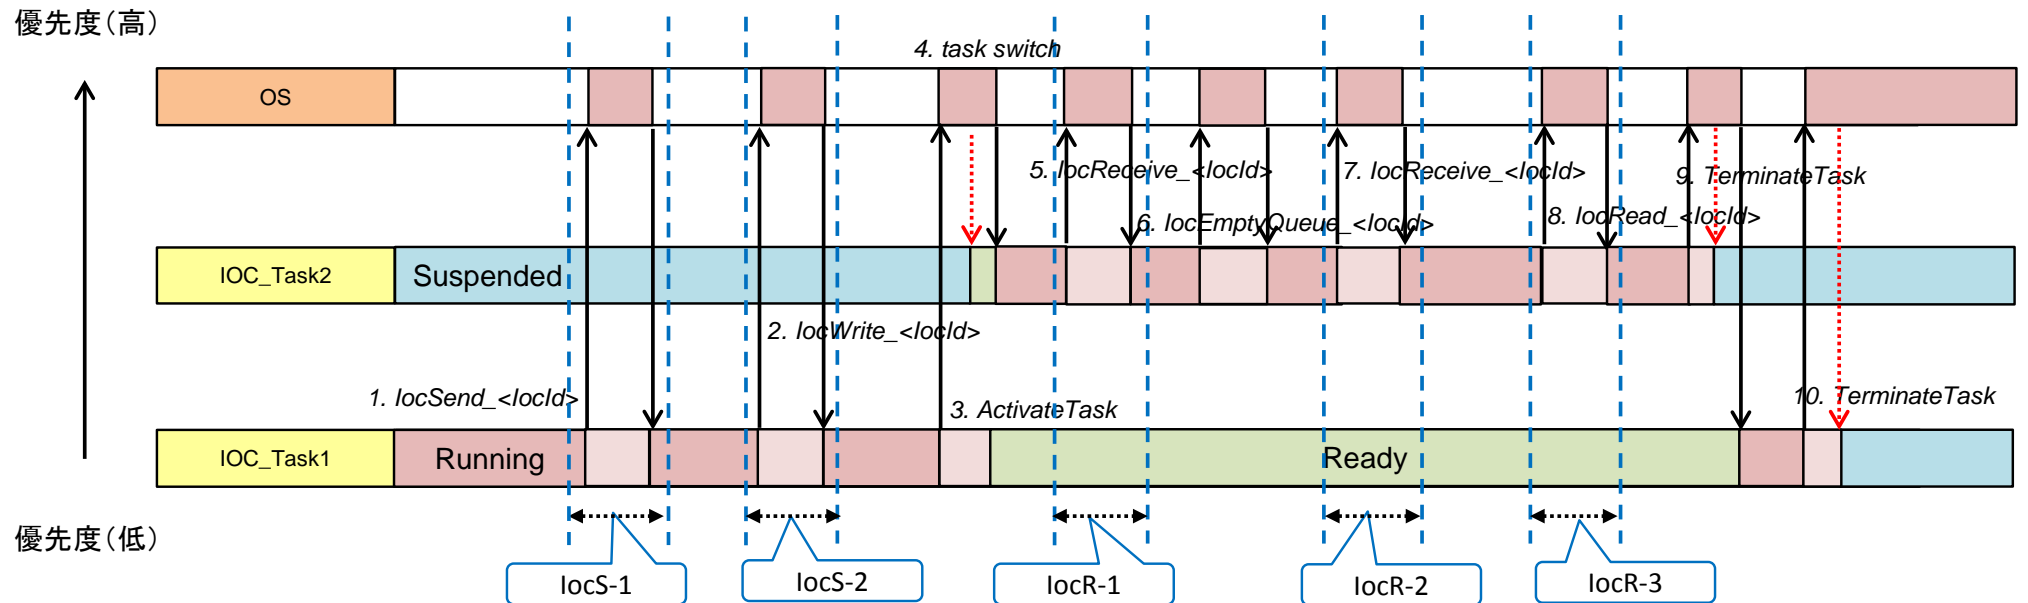 優先度(高)
4. task switch
OS
5. IocReceive_<IocId>
7. IocReceive_<IocId>
9. TerminateTask
6. IocEmptyQueue_<IocId>
8. IocRead_<IocId>
IOC_Task2
Suspended
2. IocWrite_<IocId>
1. IocSend_<IocId>
3. ActivateTask
10. TerminateTask
IOC_Task1
Running
Ready
優先度(低)
IocS-1
IocS-2
IocR-1
IocR-2
IocR-3